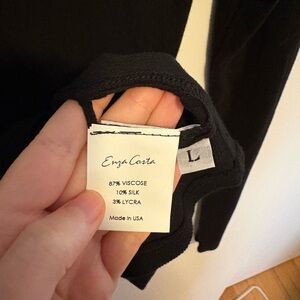 Enza Costa
L
87% VISCOSE
10% SILK
3% LYCRA
Made in USA